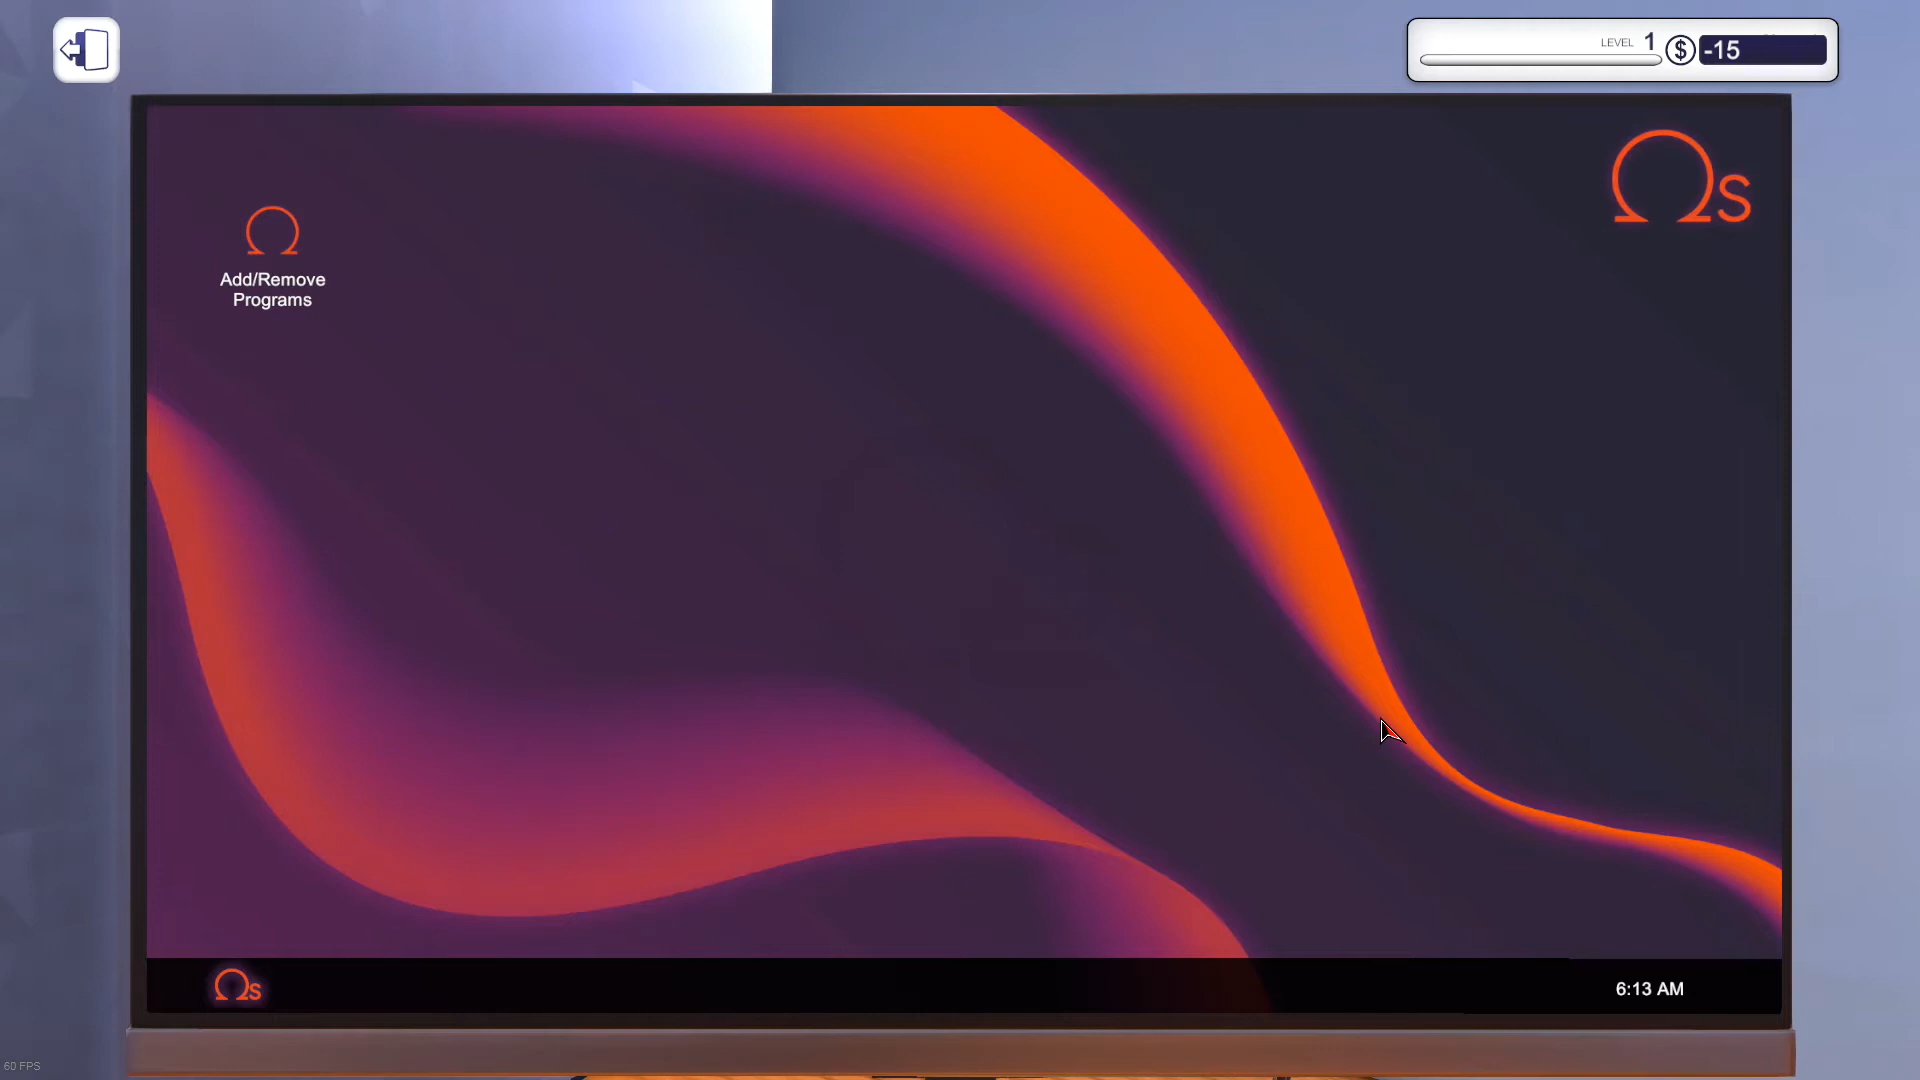 LEVEL 1 $ -15
Ωs
Add/Remove
Programs
Ωs
6:13 AM
60 FPS